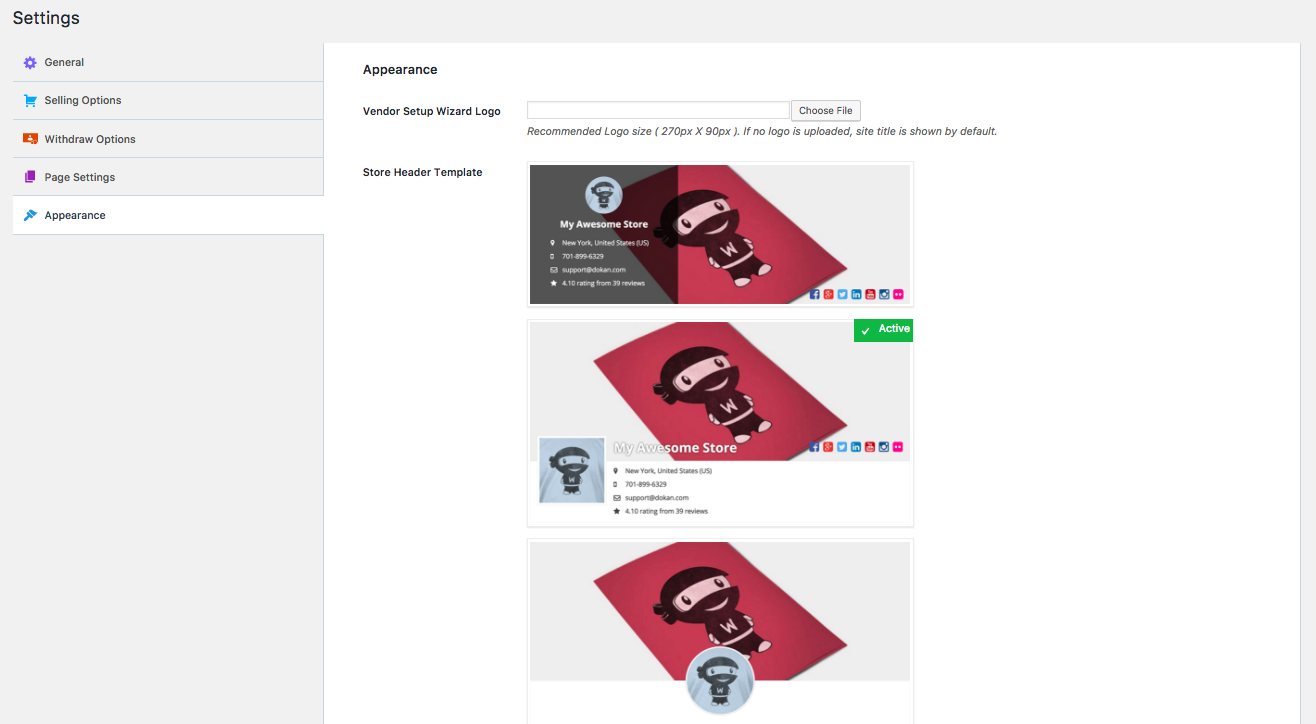 Settings
General
Selling Options
Withdraw Options
Page Settings
Appearance
Appearance
Vendor Setup Wizard Logo
Choose File
Recommended Logo size ( 270px X 90px ). If no logo is uploaded, site title is shown by default.
Store Header Template
My Awesome Store
New York, United States (US)
701-899-6329
support@dokan.com
4.10 rating from 39 reviews
W
Active
W
My Awesome Store
W
New York, United States (US)
701-899-6329
support@dokan.com
4.10 rating from 39 reviews
W
W